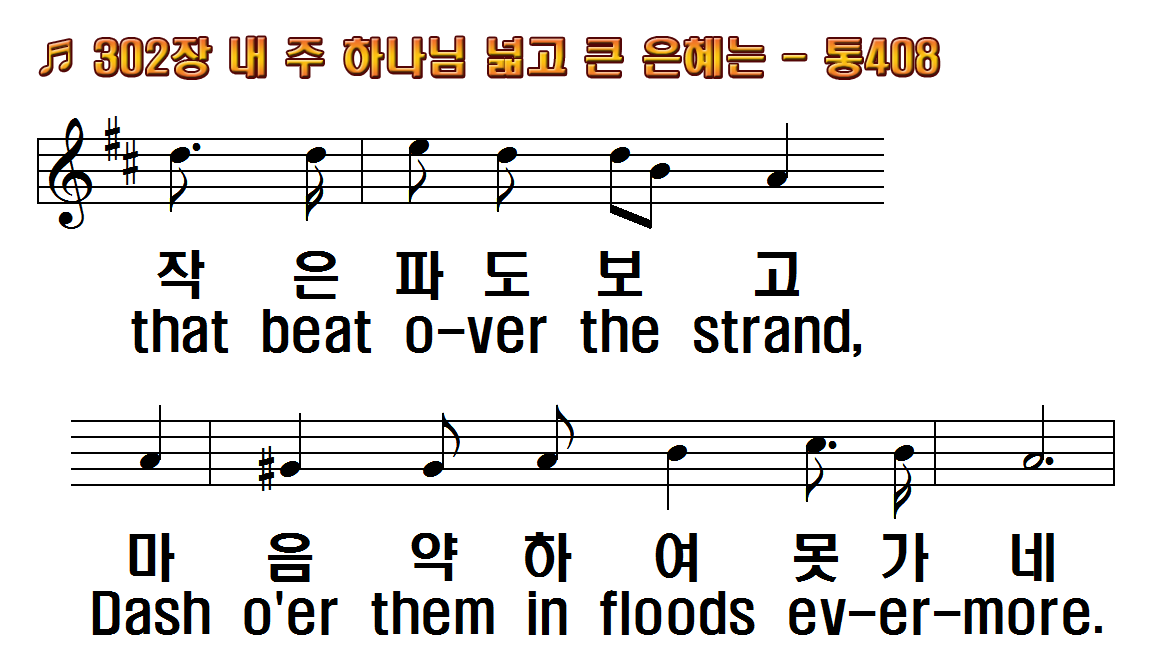 ♬ 302장 내 주 하나님 넓고 큰 은혜는 - 통408
작 은 파 도 보 고
that beat o-ver the strand,
마 음 약 하 여 못 가 네
Dash o'er them in floods ev-er-more.